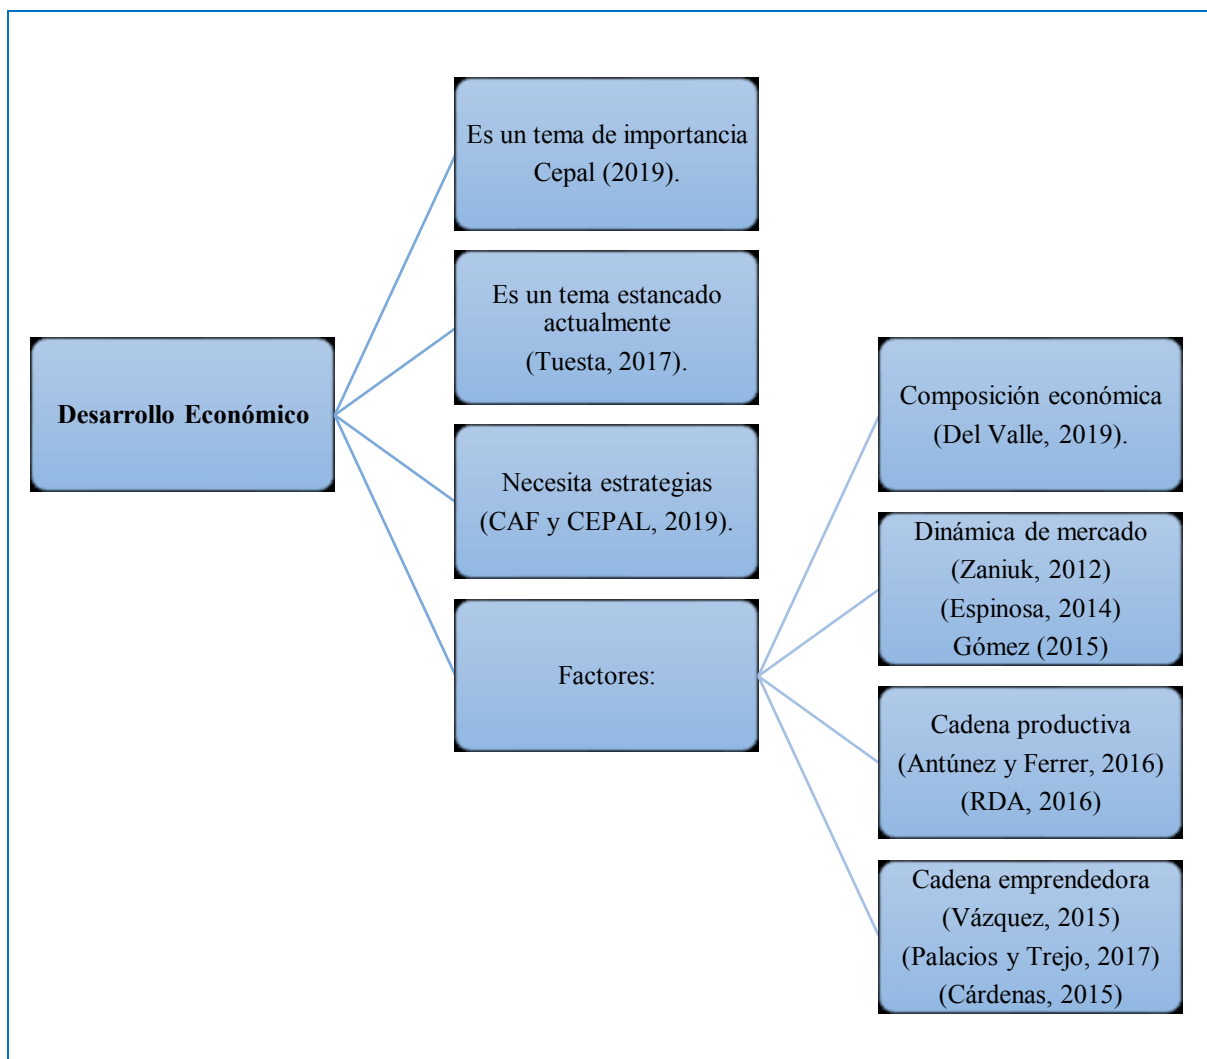 Desarrollo Económico
Es un tema de importancia
Cepal (2019).
Es un tema estancado
actualmente
(Tuesta, 2017).
Necesita estrategias
(CAF y CEPAL, 2019).
Factores:
Composición económica
(Del Valle, 2019).
Dinámica de mercado
(Zaniuk, 2012)
(Espinosa, 2014)
Gómez (2015)
Cadena productiva
(Antúnez y Ferrer, 2016)
(RDA, 2016)
Cadena emprendedora
(Vázquez, 2015)
(Palacios y Trejo, 2017)
(Cárdenas, 2015)